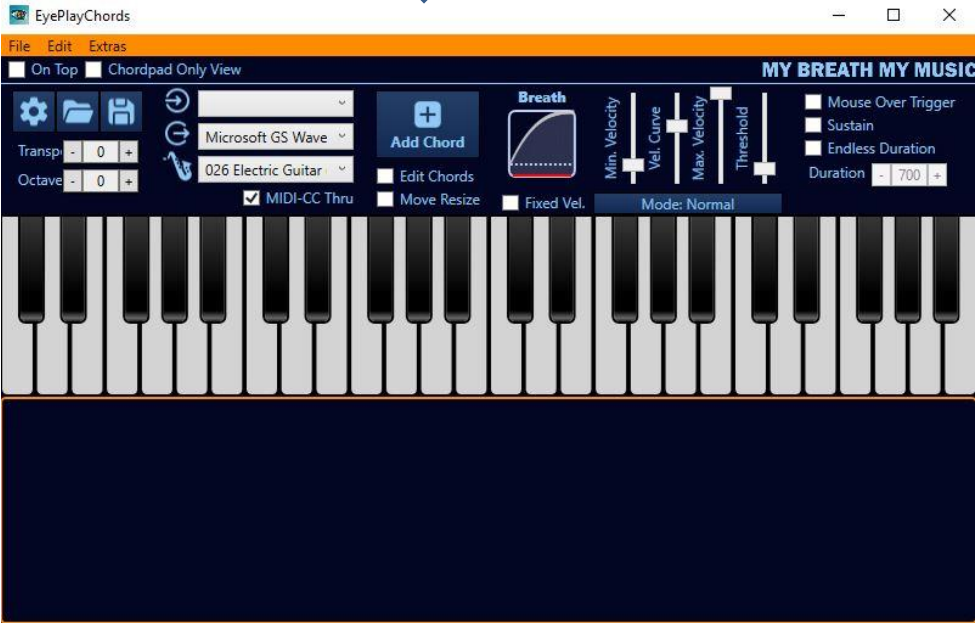 EyePlayChords
File Edit Extras
On Top Chordpad Only View
MY BREATH MY MUSIC
Transp
- 0 +
Octave
- 0 +
Microsoft GS Wave
026 Electric Guitar
MIDI-CC Thru
Add Chord
Edit Chords
Move Resize
Breath
Fixed Vel.
Min. Velocity
Vel. Curve
Max. Velocity
Threshold
Mode: Normal
Mouse Over Trigger
Sustain
Endless Duration
Duration - 700 +